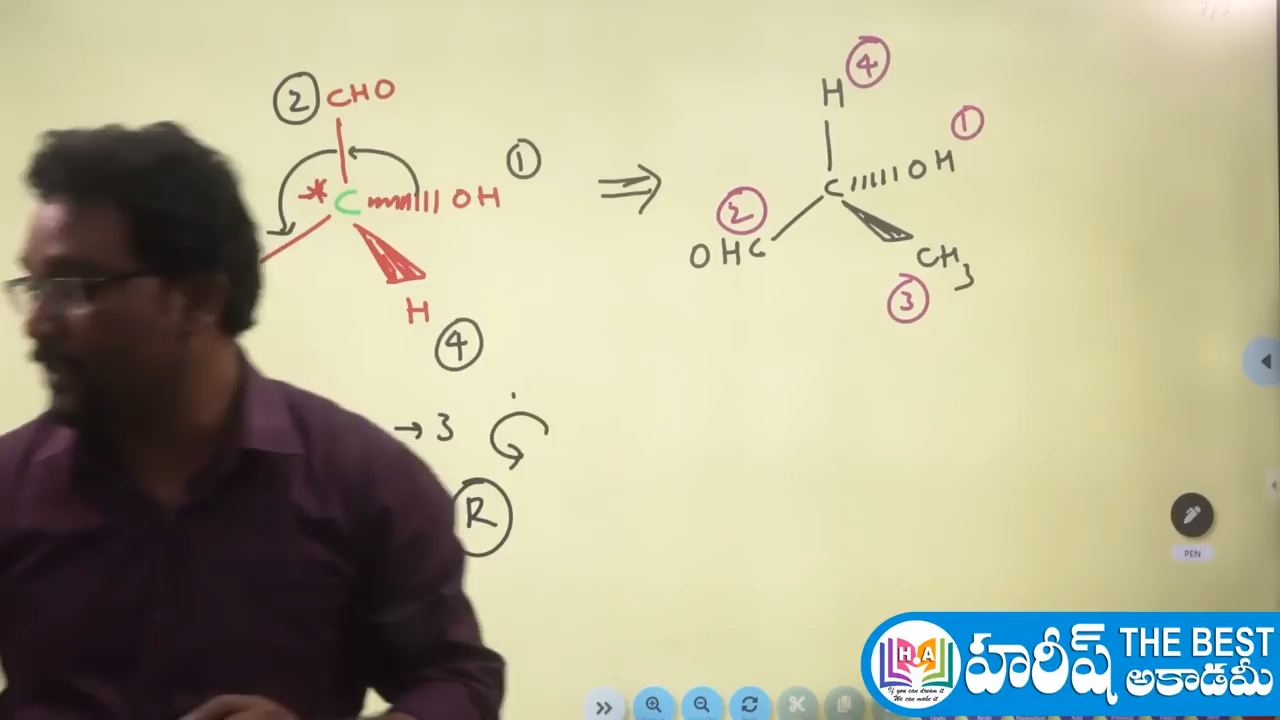 ② CHO
* C OH ①
H
④
→ 3
R
⇒
H ④
C OH ①
② OHC
CH3
③
PEN
HA
If you can dream it
We can make it
హరీష్ THE BEST
అకాడమీ